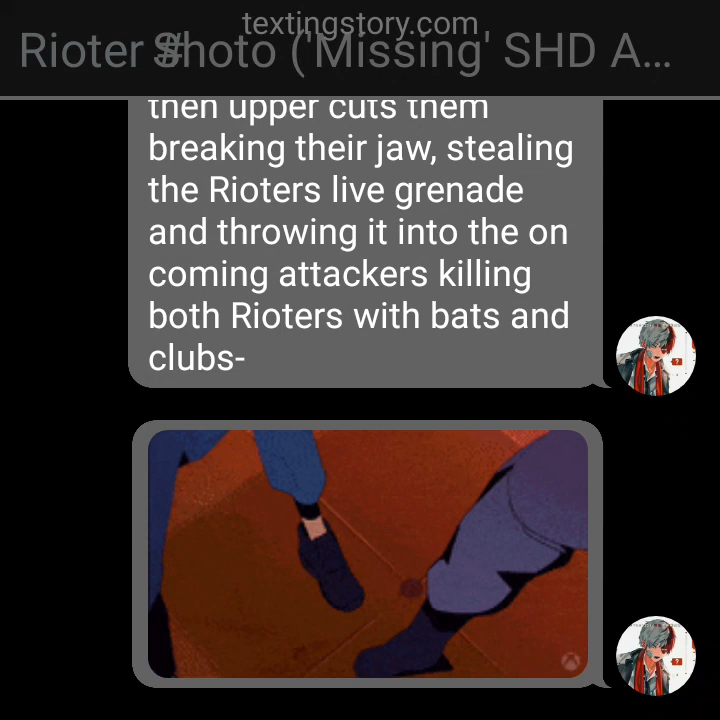 textingstory.com
Rioter # Shoto ('Missing' SHD A...
then upper cuts them
breaking their jaw, stealing
the Rioters live grenade
and throwing it into the on
coming attackers killing
both Rioters with bats and
clubs-